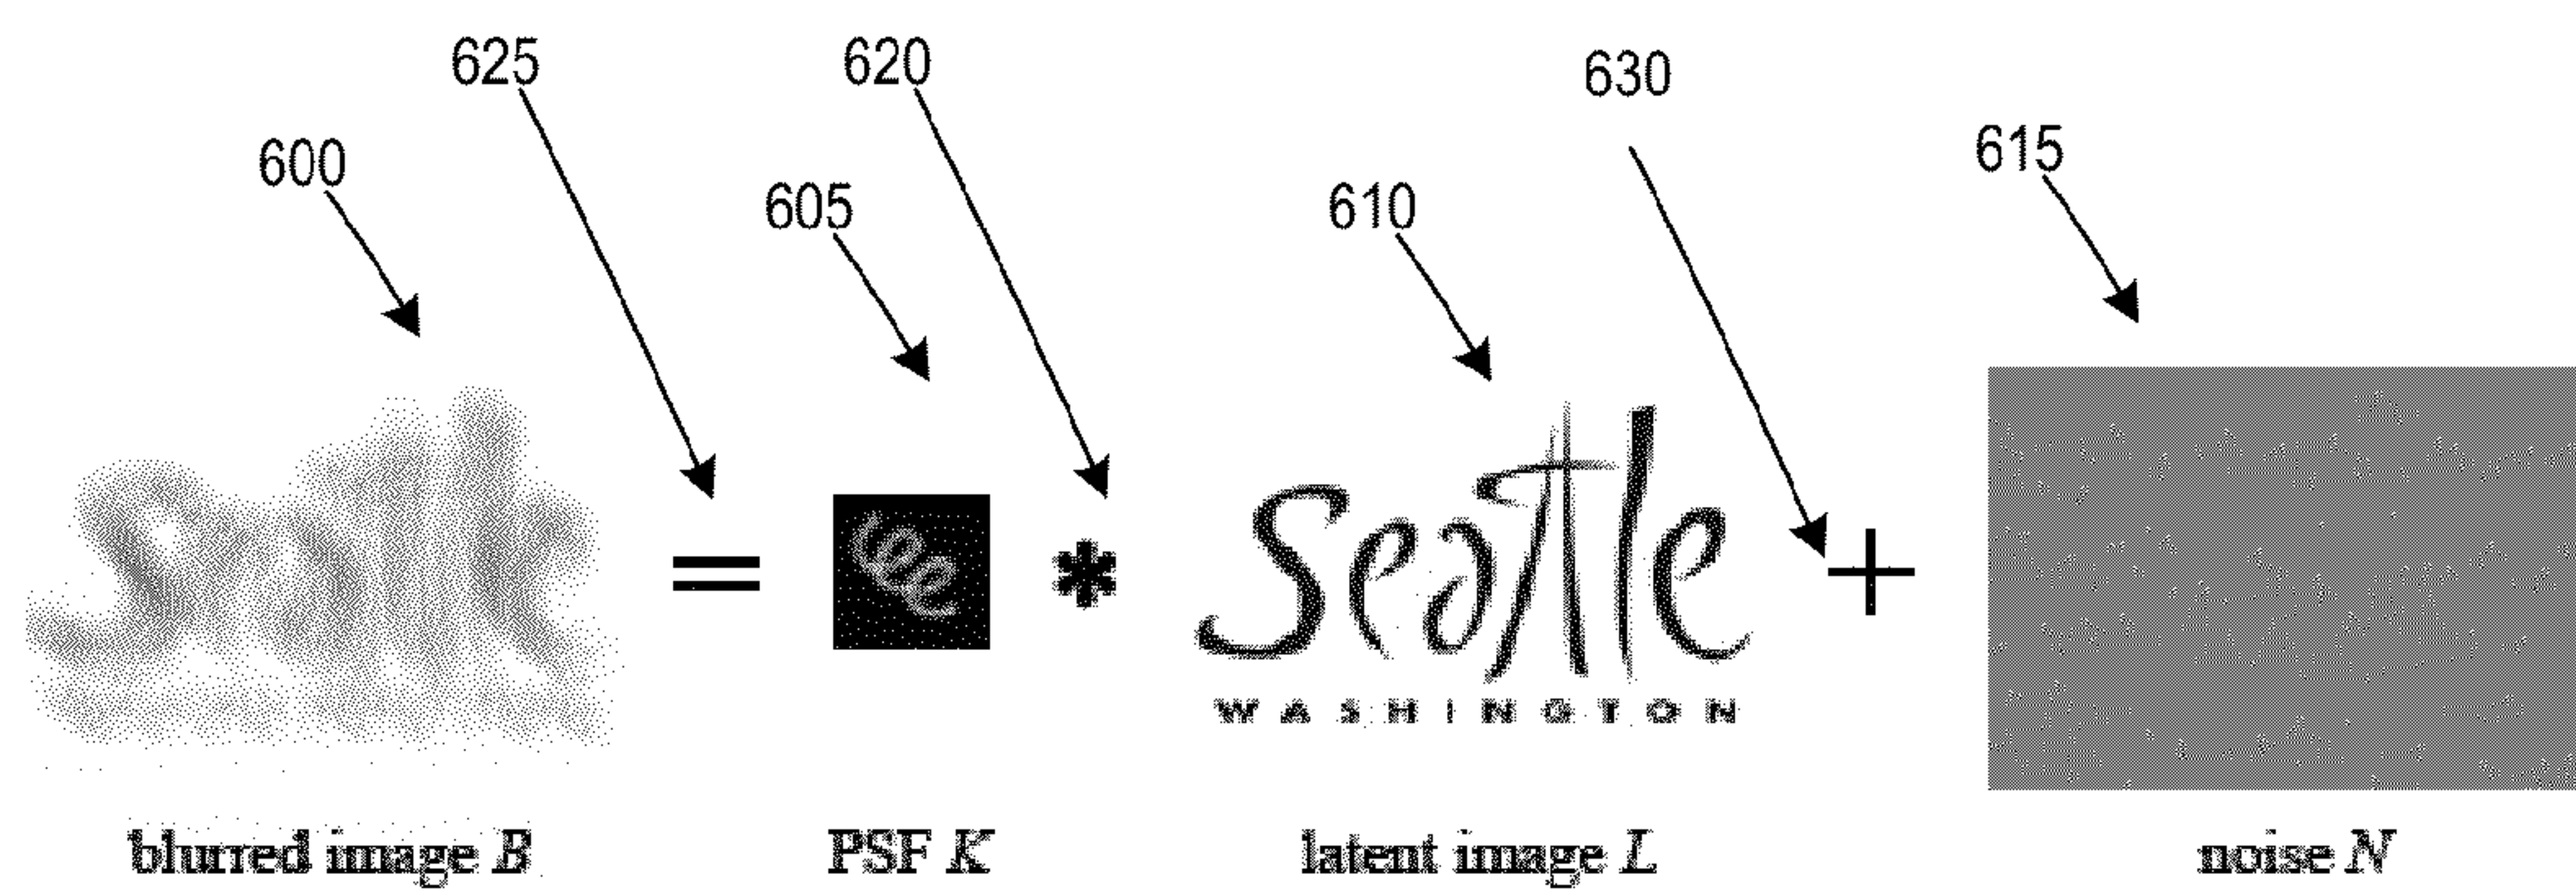 625 620 630
600 605 610 615
= * +
Seattle
WASHINGTON
blurred image B PSF K latent image L noise N